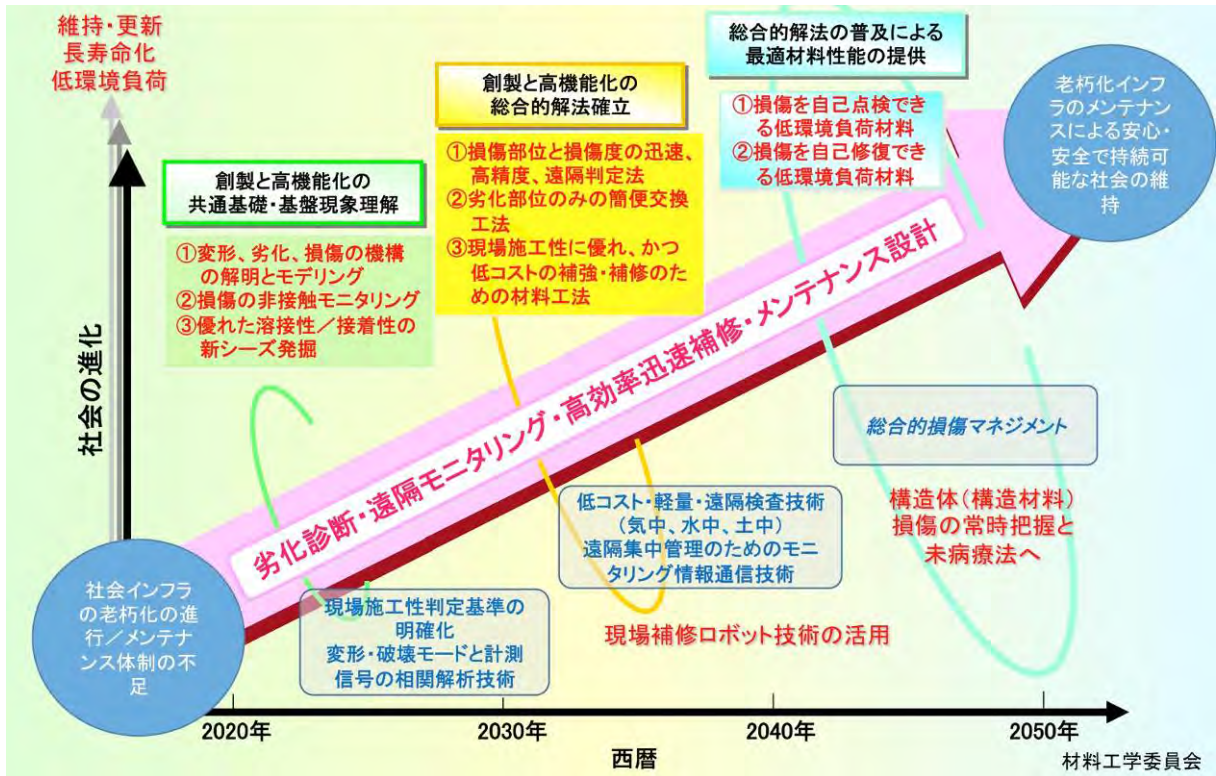 維持・更新
長寿命化
低環境負荷
総合的解法の普及による
最適材料性能の提供
①損傷を自己点検でき
る低環境負荷材料
②損傷を自己修復でき
る低環境負荷材料
老朽化インフ
ラのメンテナ
ンスによる安心・
安全で持続可
能な社会の維
持
創製と高機能化の
総合的解法確立
①損傷部位と損傷度の迅速、
高精度、遠隔判定法
②劣化部位のみの簡便交換
工法
③現場施工性に優れ、かつ
低コストの補強・補修のた
めの材料工法
創製と高機能化の
共通基礎・基盤現象理解
①変形、劣化、損傷の機構
の解明とモデリング
②損傷の非接触モニタリング
③優れた溶接性／接着性の
新シーズ発掘
社会の進化
劣化診断・遠隔モニタリング・高効率迅速補修・メンテナンス設計
社会インフラ
の老朽化の進
行／メンテナ
ンス体制の不
足
現場施工性判定基準の
明確化
変形・破壊モードと計測
信号の相関解析技術
低コスト・軽量・遠隔検査技術
（気中、水中、土中）
遠隔集中管理のためのモニ
タリング情報通信技術
現場補修ロボット技術の活用
総合的損傷マネジメント
構造体（構造材料）
損傷の常時把握と
未病療法へ
2020年
2030年
2040年
2050年
西暦
材料工学委員会